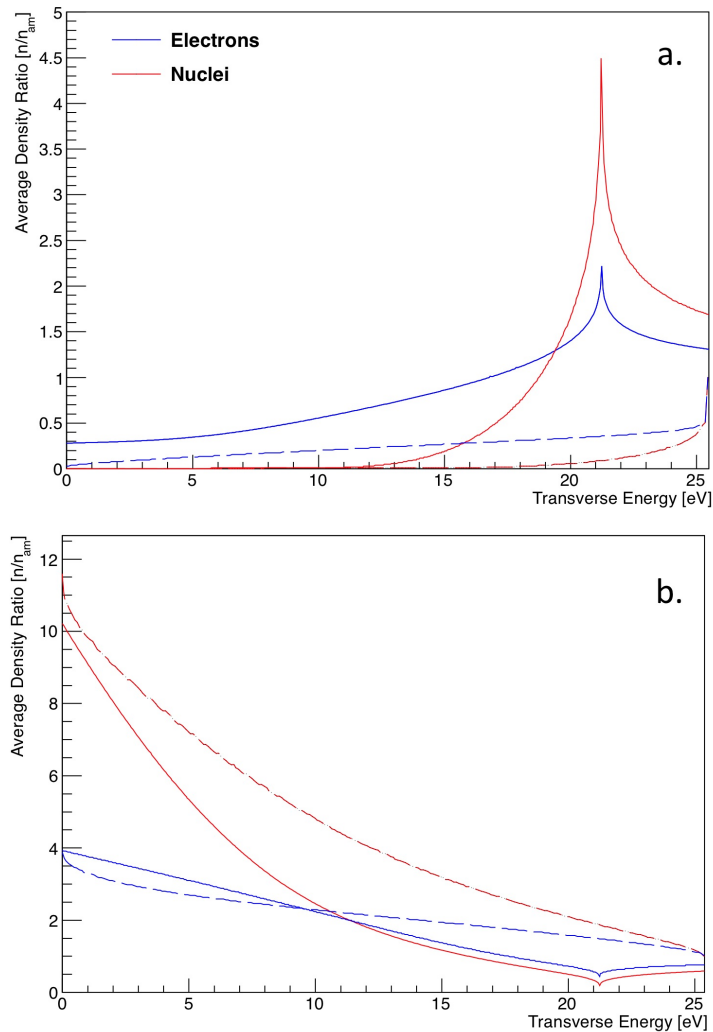 a.
Electrons
Nuclei
Average Density Ratio [n/n_am]
5
4.5
4
3.5
3
2.5
2
1.5
1
0.5
0
0 5 10 15 20 25
Transverse Energy [eV]
b.
Average Density Ratio [n/n_am]
12
10
8
6
4
2
0
0 5 10 15 20 25
Transverse Energy [eV]